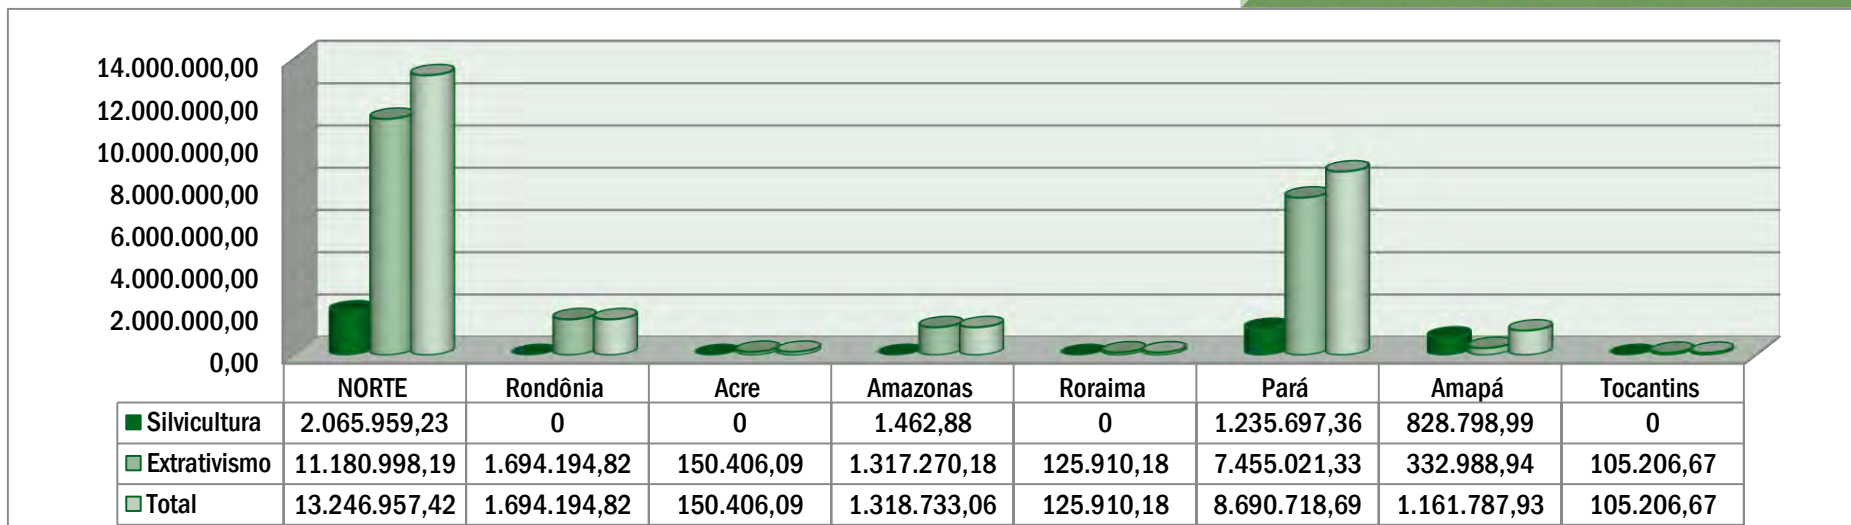 14.000.000,00
12.000.000,00
10.000.000,00
8.000.000,00
6.000.000,00
4.000.000,00
2.000.000,00
0,00
NORTE Rondônia Acre Amazonas Roraima Pará Amapá Tocantins
Silvicultura 2.065.959,23 0 0 1.462,88 0 1.235.697,36 828.798,99 0
Extrativismo 11.180.998,19 1.694.194,82 150.406,09 1.317.270,18 125.910,18 7.455.021,33 332.988,94 105.206,67
Total 13.246.957,42 1.694.194,82 150.406,09 1.318.733,06 125.910,18 8.690.718,69 1.161.787,93 105.206,67